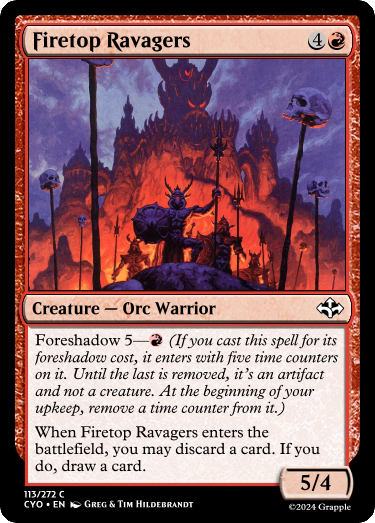 Firetop Ravagers 4
Creature — Orc Warrior
Foreshadow 5— (If you cast this spell for its
foreshadow cost, it enters with five time counters
on it. Until the last is removed, it's an artifact
and not a creature. At the beginning of your
upkeep, remove a time counter from it.)
When Firetop Ravagers enters the
battlefield, you may discard a card. If you
do, draw a card.
5/4
113/272 C
CYO • EN Greg & Tim Hildebrandt
©2024 Grapple